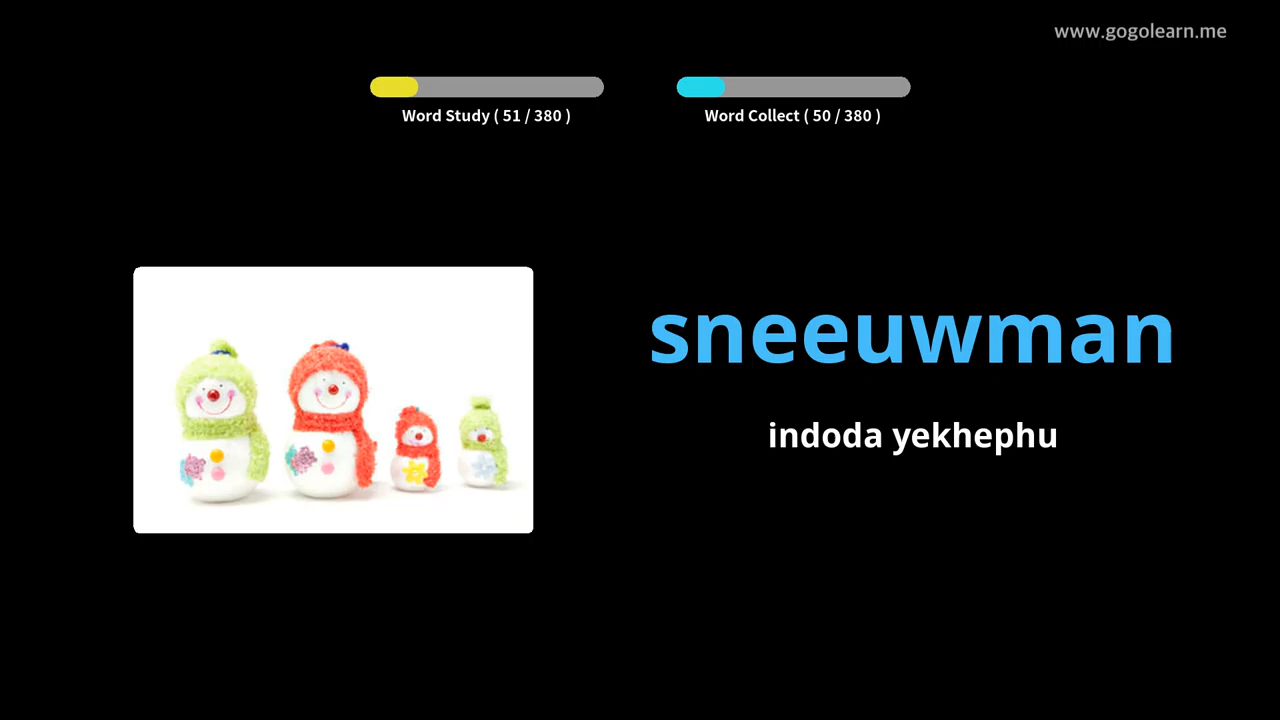 www.gogolearn.me
Word Study ( 51 / 380 )
Word Collect ( 50 / 380 )
sneeuwman
indoda yekhephu